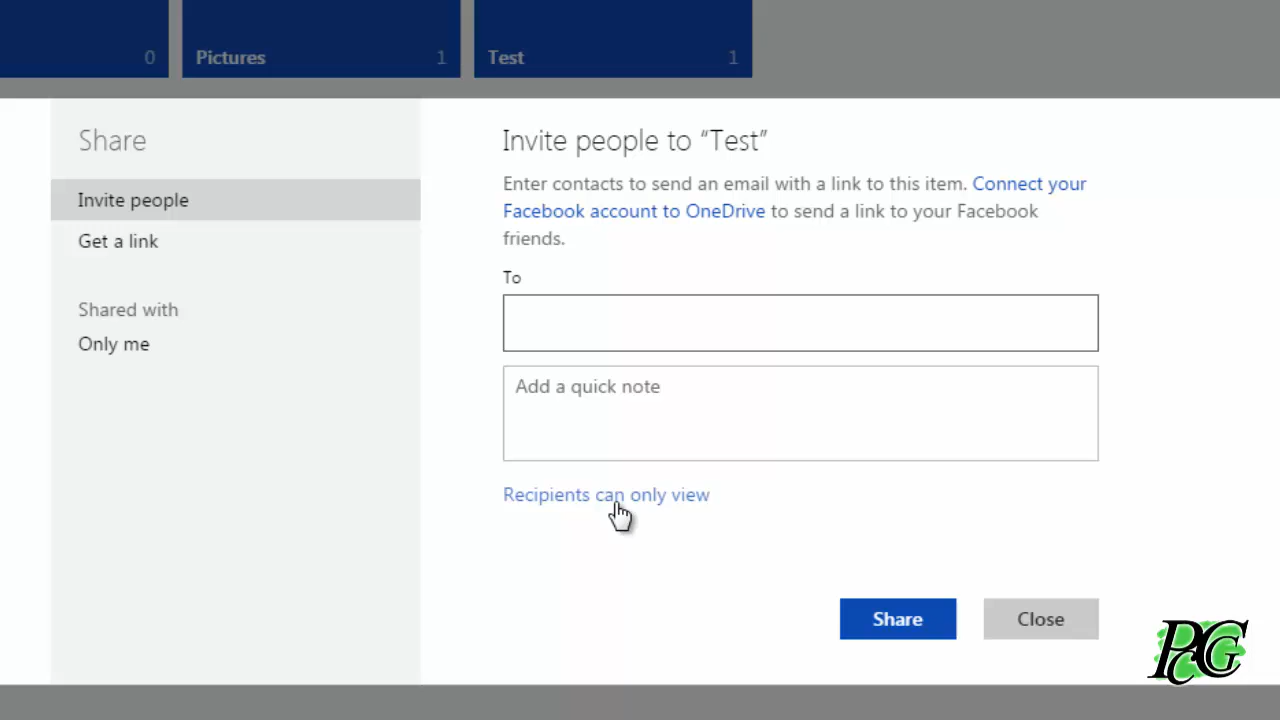 0
Pictures 1
Test 1
Share
Invite people
Get a link
Shared with
Only me
Invite people to “Test”
Enter contacts to send an email with a link to this item. Connect your
Facebook account to OneDrive to send a link to your Facebook
friends.
To
Add a quick note
Recipients can only view
Share
Close
PCG